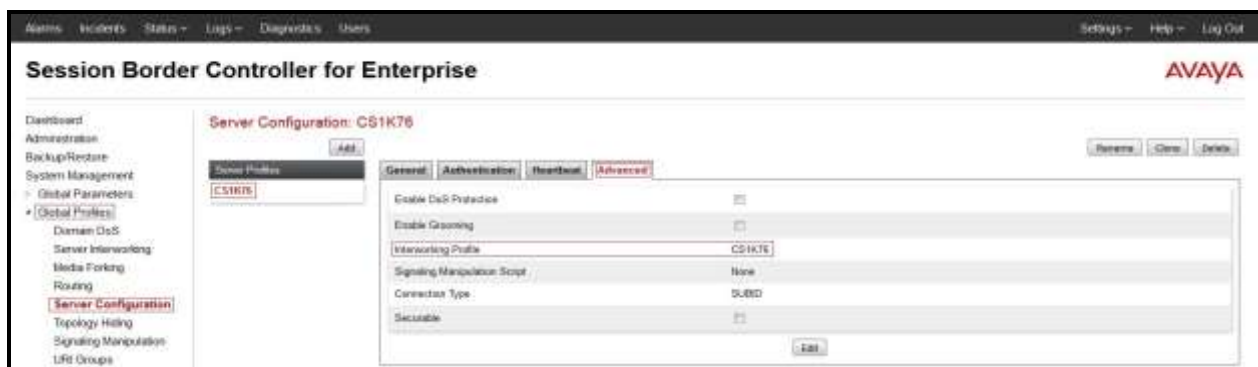 Alarms Incidents Status Logs Diagnostics Users Settings Help Log Out
Session Border Controller for Enterprise
AVAYA
Dashboard
Administration
Backup/Restore
System Management
Global Parameters
Global Profiles
Domain DoS
Server Interworking
Media Forking
Routing
Server Configuration
Topology Hiding
Signaling Manipulation
URI Groups
Server Configuration: CS1K76
Add
Rename Clone Delete
Server Profiles
CS1K76
General Authentication Heartbeat Advanced
Enable DoS Protection
Enable Grooming
Interworking Profile CS1K76
Signaling Manipulation Script None
Connection Type SUBID
Securable
Edit